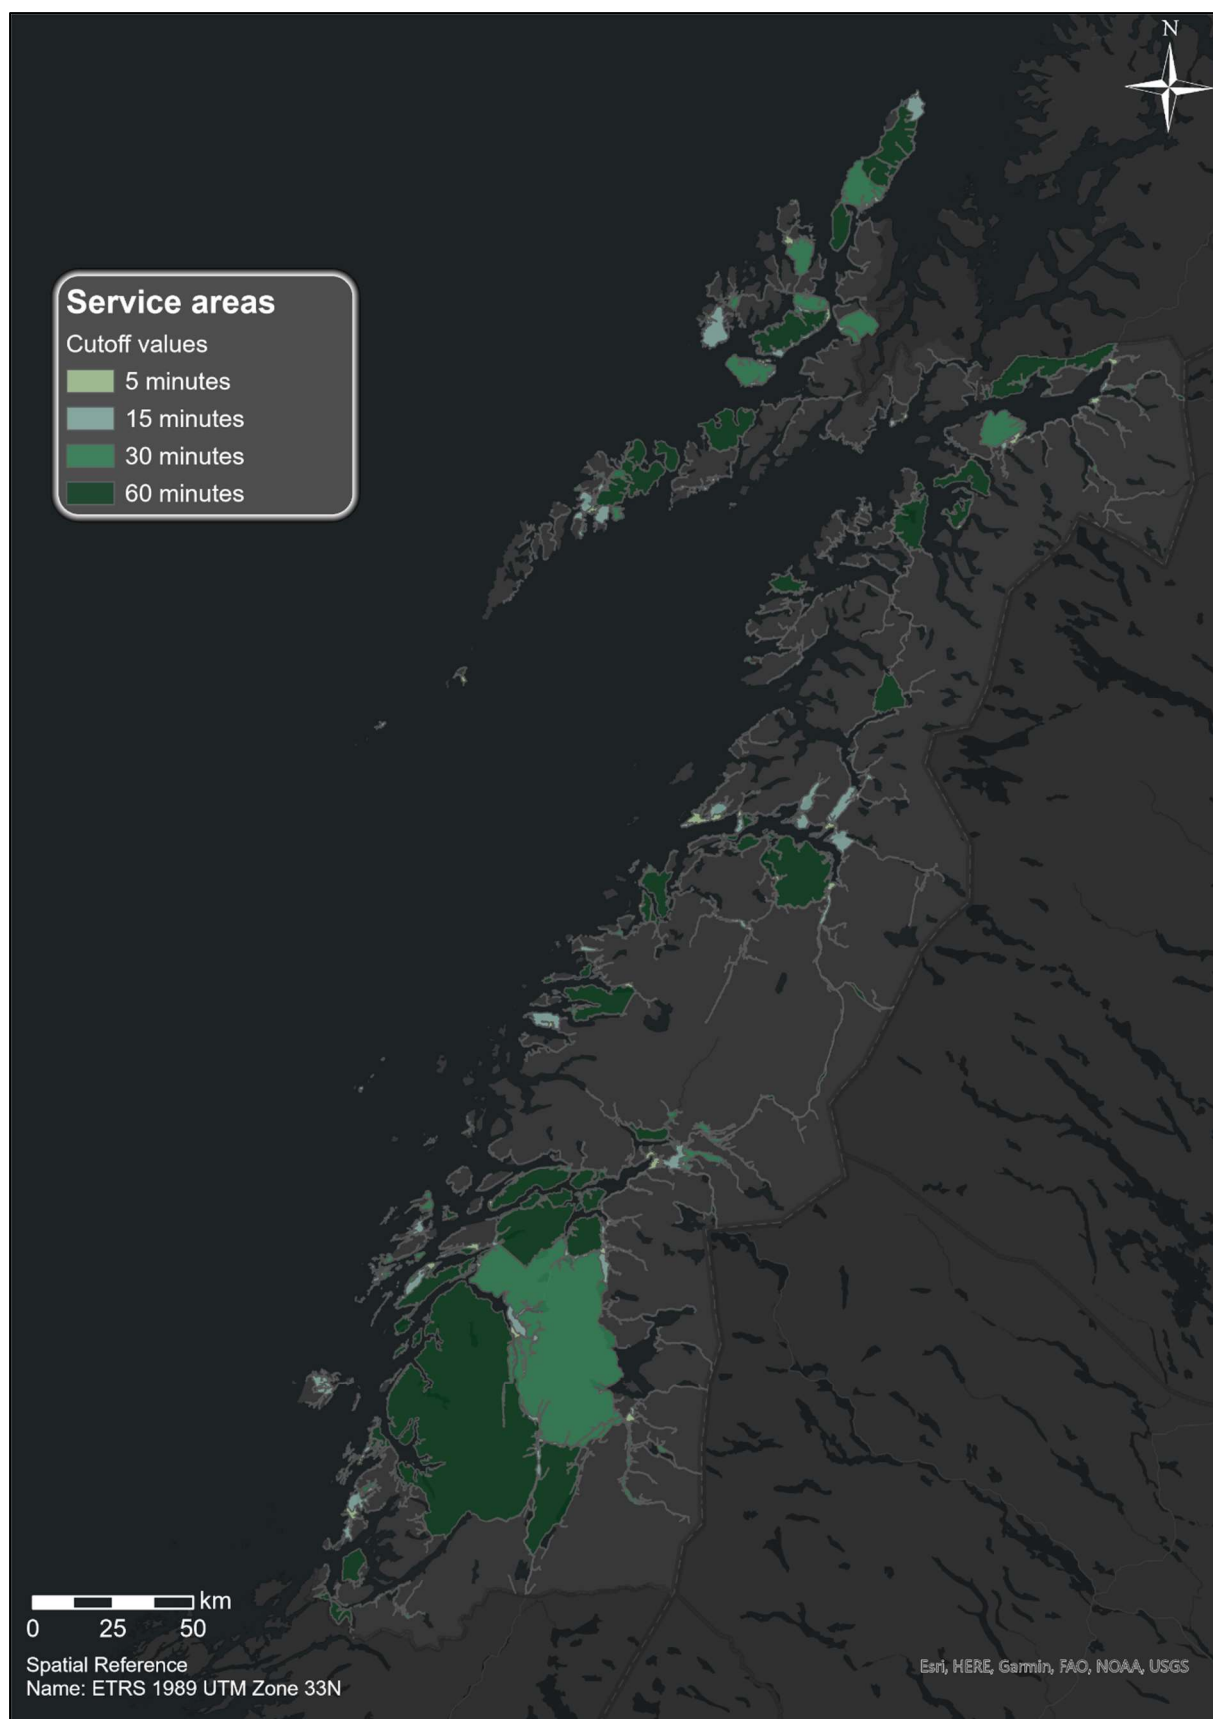 N
Service areas
Cutoff values
5 minutes
15 minutes
30 minutes
60 minutes
km
0 25 50
Spatial Reference
Name: ETRS 1989 UTM Zone 33N
Esri, HERE, Garmin, FAO, NOAA, USGS